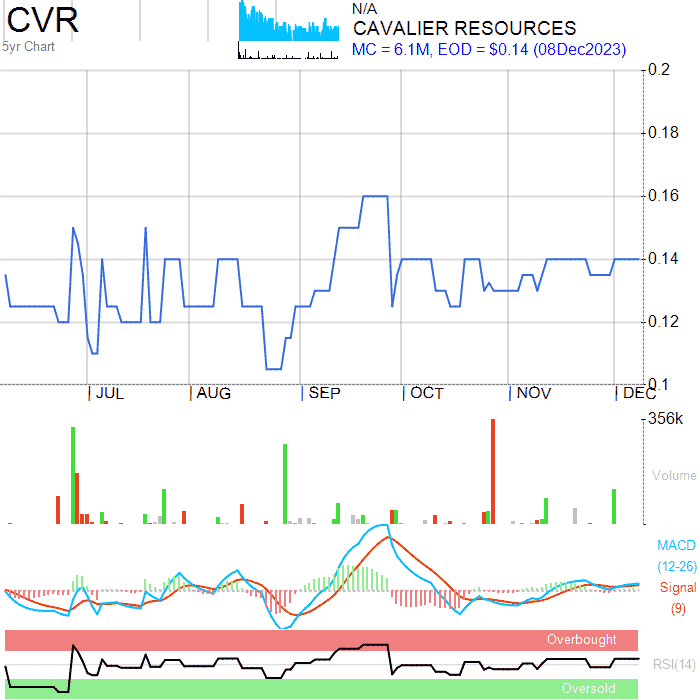 CVR
5yr Chart
N/A
CAVALIER RESOURCES
MC = 6.1M, EOD = $0.14 (08Dec2023)
0.2
0.18
0.16
0.14
0.12
0.1
JUL AUG SEP OCT NOV DEC
356k
Volume
MACD
(12-26)
Signal
(9)
Overbought
RSI(14)
Oversold